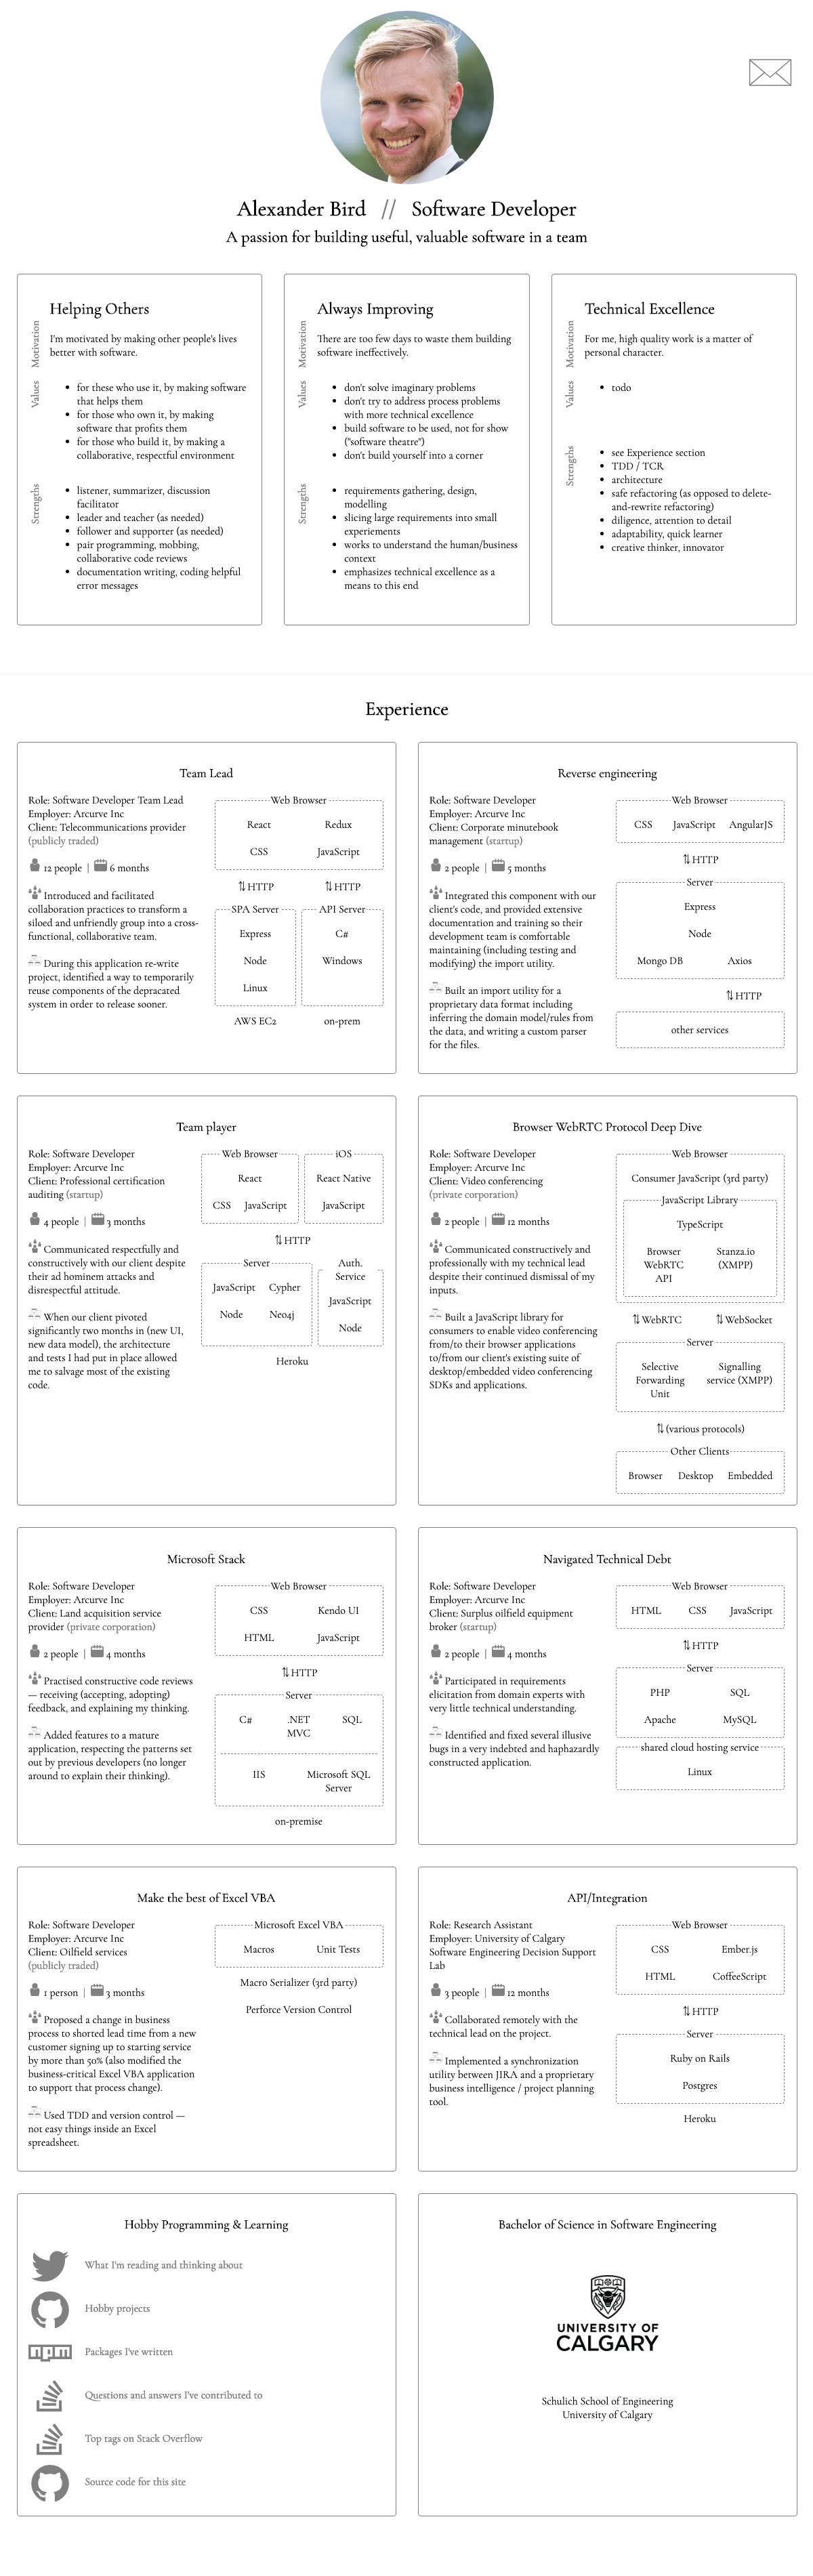 Alexander Bird // Software Developer
A passion for building useful, valuable software in a team
Helping Others
Motivation
I'm motivated by making other people's lives
better with software.
Values
for these who use it, by making software
that helps them
for those who own it, by making
software that profits them
for those who build it, by making a
collaborative, respectful environment
Strengths
listener, summarizer, discussion
facilitator
leader and teacher (as needed)
follower and supporter (as needed)
pair programming, mobbing,
collaborative code reviews
documentation writing, coding helpful
error messages
Always Improving
Motivation
There are too few days to waste them building
software ineffectively.
Values
don't solve imaginary problems
don't try to address process problems
with more technical excellence
build software to be used, not for show
("software theatre")
don't build yourself into a corner
Strengths
requirements gathering, design,
modelling
slicing large requirements into small
experiements
works to understand the human/business
context
emphasizes technical excellence as a
means to this end
Technical Excellence
Motivation
For me, high quality work is a matter of
personal character.
Values
todo
Strengths
see Experience section
TDD / TCR
architecture
safe refactoring (as opposed to delete-
and-rewrite refactoring)
diligence, attention to detail
adaptability, quick learner
creative thinker, innovator
Experience
Team Lead
Role: Software Developer Team Lead
Employer: Arcurve Inc
Client: Telecommunications provider
(publicly traded)
12 people | 6 months
Introduced and facilitated
collaboration practices to transform a
siloed and unfriendly group into a cross-
functional, collaborative team.
During this application re-write
project, identified a way to temporarily
reuse components of the depracated
system in order to release sooner.
Web Browser
React Redux
CSS JavaScript
⇅ HTTP ⇅ HTTP
SPA Server API Server
Express C#
Node Windows
Linux
AWS EC2 on-prem
Reverse engineering
Role: Software Developer
Employer: Arcurve Inc
Client: Corporate minutebook
management (startup)
2 people | 5 months
Integrated this component with our
client's code, and provided extensive
documentation and training so their
development team is comfortable
maintaining (including testing and
modifying) the import utility.
Built an import utility for a
proprietary data format including
inferring the domain model/rules from
the data, and writing a custom parser
for the files.
Web Browser
CSS JavaScript AngularJS
⇅ HTTP
Server
Express
Node
Mongo DB Axios
⇅ HTTP
other services
Team player
Role: Software Developer
Employer: Arcurve Inc
Client: Professional certification
auditing (startup)
4 people | 3 months
Communicated respectfully and
constructively with our client despite
their ad hominem attacks and
disrespectful attitude.
When our client pivoted
significantly two months in (new UI,
new data model), the architecture
and tests I had put in place allowed
me to salvage most of the existing
code.
Web Browser iOS
React React Native
CSS JavaScript JavaScript
⇅ HTTP
Server Auth.
Service
JavaScript Cypher JavaScript
Node Neo4j Node
Heroku
Browser WebRTC Protocol Deep Dive
Role: Software Developer
Employer: Arcurve Inc
Client: Video conferencing
(private corporation)
2 people | 12 months
Communicated constructively and
professionally with my technical lead
despite their continued dismissal of my
inputs.
Built a JavaScript library for
consumers to enable video conferencing
from/to their browser applications
to/from our client's existing suite of
desktop/embedded video conferencing
SDKs and applications.
Web Browser
Consumer JavaScript (3rd party)
JavaScript Library
TypeScript
Browser Stanza.io
WebRTC (XMPP)
API
⇅ WebRTC ⇅ WebSocket
Server
Selective Signalling
Forwarding service (XMPP)
Unit
⇅ (various protocols)
Other Clients
Browser Desktop Embedded
Microsoft Stack
Role: Software Developer
Employer: Arcurve Inc
Client: Land acquisition service
provider (private corporation)
2 people | 4 months
Practised constructive code reviews
— receiving (accepting, adopting)
feedback, and explaining my thinking.
Added features to a mature
application, respecting the patterns set
out by previous developers (no longer
around to explain their thinking).
Web Browser
CSS Kendo UI
HTML JavaScript
⇅ HTTP
Server
C# .NET SQL
MVC
IIS Microsoft SQL
Server
on-premise
Navigated Technical Debt
Role: Software Developer
Employer: Arcurve Inc
Client: Surplus oilfield equipment
broker (startup)
2 people | 4 months
Participated in requirements
elicitation from domain experts with
very little technical understanding.
Identified and fixed several illusive
bugs in a very indebted and haphazardly
constructed application.
Web Browser
HTML CSS JavaScript
⇅ HTTP
Server
PHP SQL
Apache MySQL
shared cloud hosting service
Linux
Make the best of Excel VBA
Role: Software Developer
Employer: Arcurve Inc
Client: Oilfield services
(publicly traded)
1 person | 3 months
Proposed a change in business
process to shorted lead time from a new
customer signing up to starting service
by more than 50% (also modified the
business-critical Excel VBA application
to support that process change).
Used TDD and version control —
not easy things inside an Excel
spreadsheet.
Microsoft Excel VBA
Macros Unit Tests
Macro Serializer (3rd party)
Perforce Version Control
API/Integration
Role: Research Assistant
Employer: University of Calgary
Software Engineering Decision Support
Lab
3 people | 12 months
Collaborated remotely with the
technical lead on the project.
Implemented a synchronization
utility between JIRA and a proprietary
business intelligence / project planning
tool.
Web Browser
CSS Ember.js
HTML CoffeeScript
⇅ HTTP
Server
Ruby on Rails
Postgres
Heroku
Hobby Programming & Learning
What I'm reading and thinking about
Hobby projects
npm Packages I've written
Questions and answers I've contributed to
Top tags on Stack Overflow
Source code for this site
Bachelor of Science in Software Engineering
UNIVERSITY OF
CALGARY
Schulich School of Engineering
University of Calgary